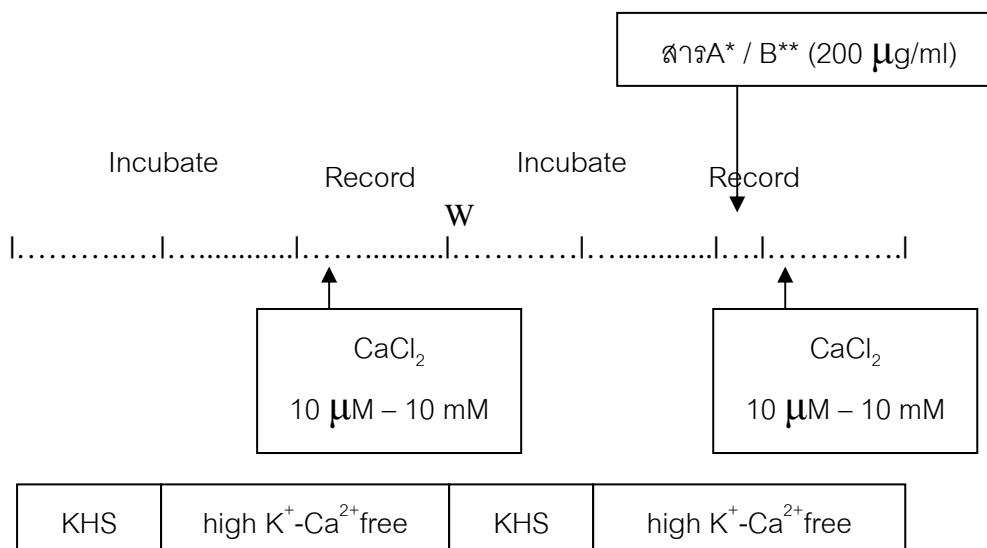 สารA* / B** (200 μg/ml)
Incubate Record Incubate Record
W
CaCl₂ CaCl₂
10 μM – 10 mM 10 μM – 10 mM
KHS high K⁺-Ca²⁺free KHS high K⁺-Ca²⁺free